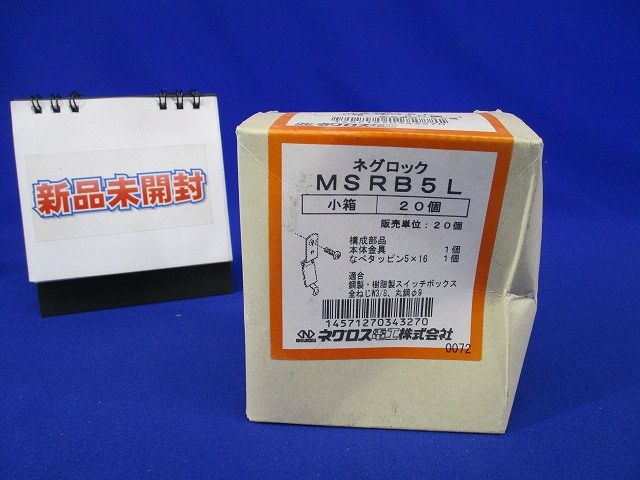 新品未開封
ネグロック
MSRB5L
小箱 20個
販売単位：20個
構成部品
本体金具 1個
なベタッピン5×16 1個
適合
鋼製・樹脂製スイッチボックス
全ねじW3/8、丸鋼φ9
14571270343270
ネグロス電工株式会社
0072